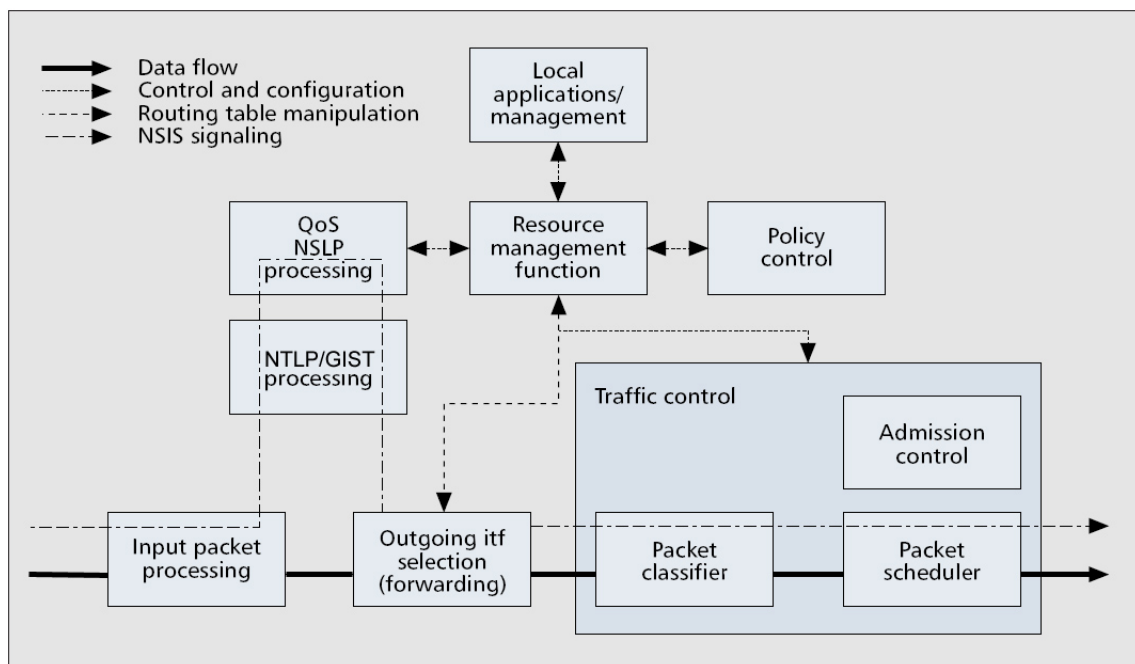 Data flow
Control and configuration
Routing table manipulation
NSIS signaling
Local
applications/
management
QoS
NSLP
processing
Resource
management
function
Policy
control
NTLP/GIST
processing
Traffic control
Admission
control
Input packet
processing
Outgoing itf
selection
(forwarding)
Packet
classifier
Packet
scheduler